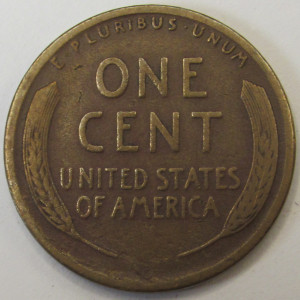 E·PLURIBUS·UNUM
ONE
CENT
UNITED STATES
OF AMERICA